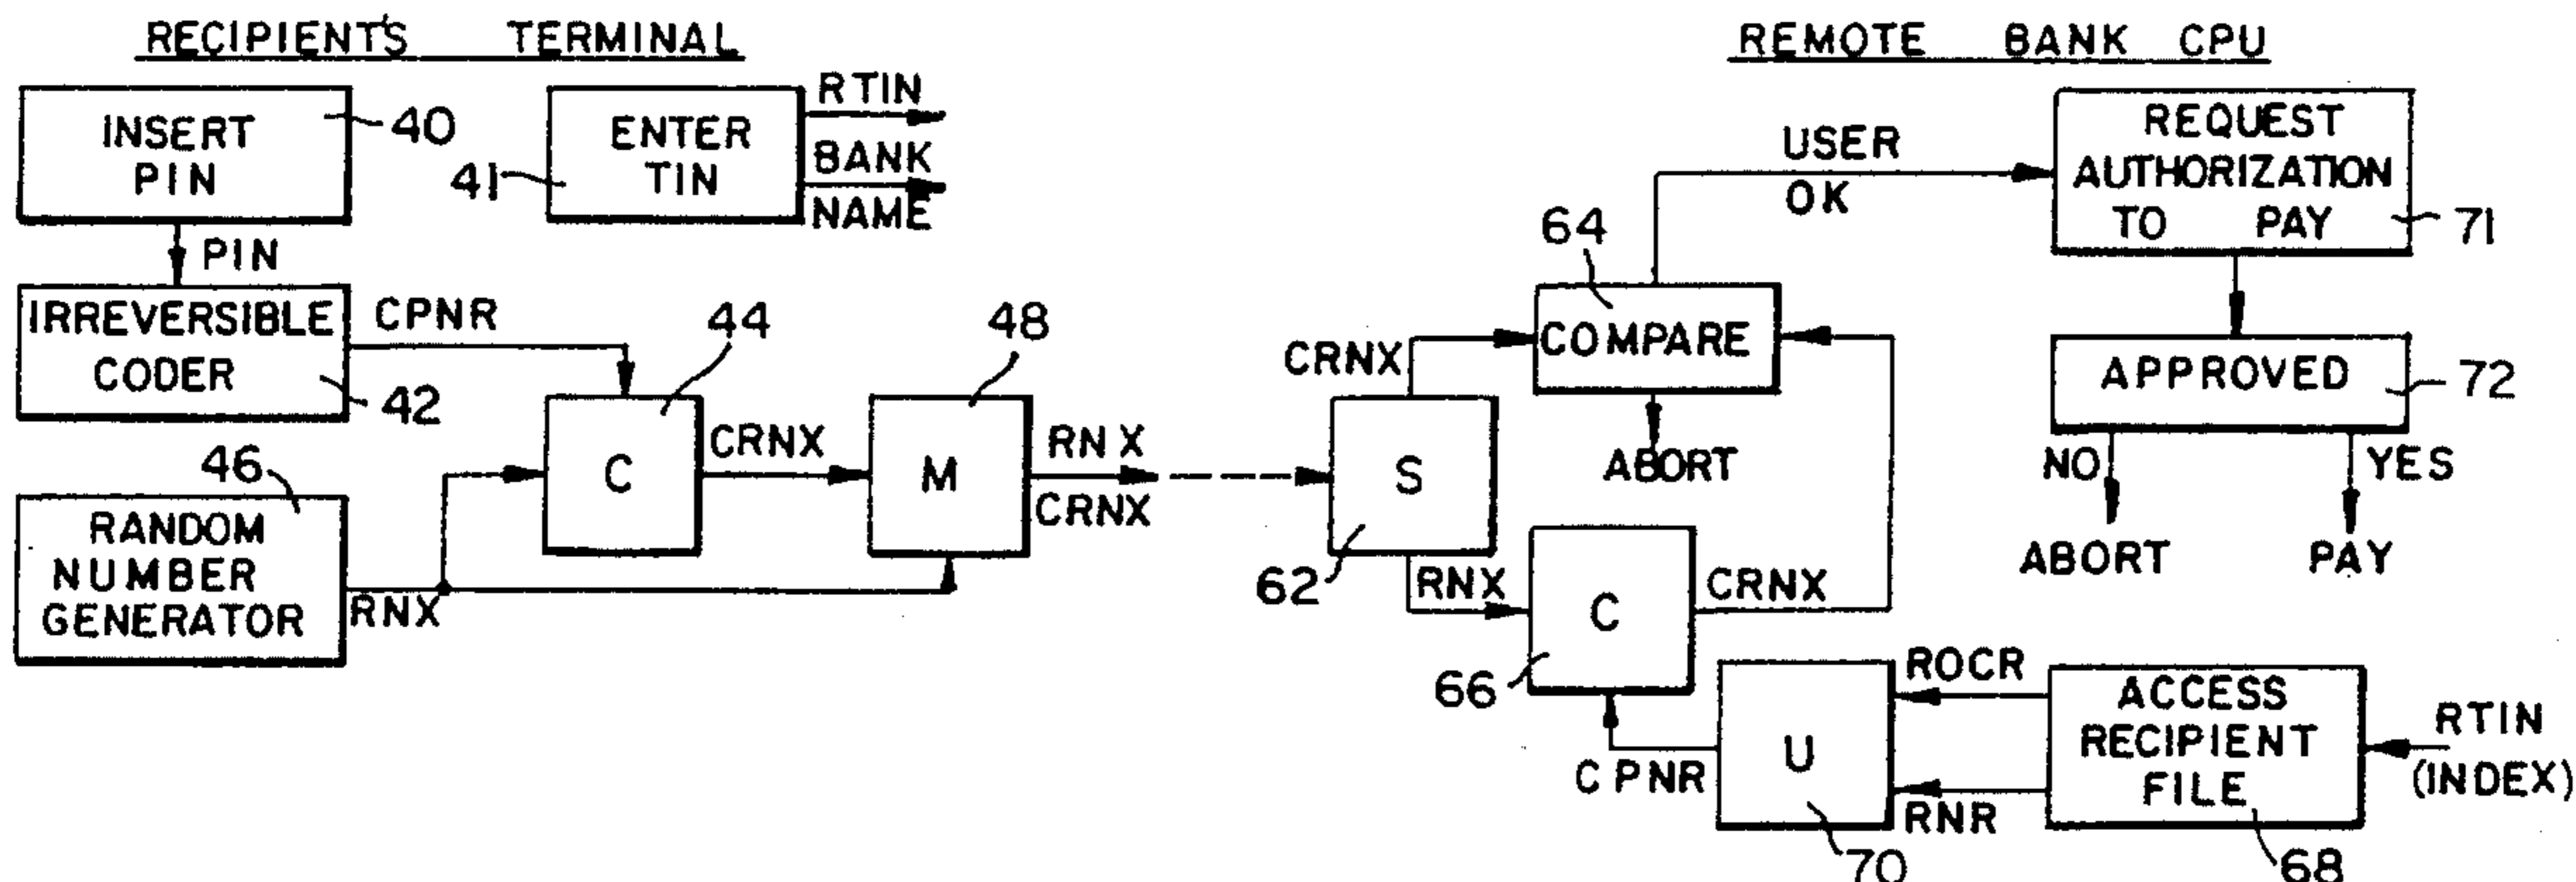 RECIPIENT'S TERMINAL
INSERT
PIN
40
ENTER
TIN
41
RTIN
BANK
NAME
PIN
IRREVERSIBLE
CODER
42
CPNR
44
C
CRNX
48
M
RNX
CRNX
46
RANDOM
NUMBER
GENERATOR
RNX
REMOTE BANK CPU
USER
OK
REQUEST
AUTHORIZATION
TO PAY
71
64
COMPARE
CRNX
ABORT
APPROVED
72
NO
YES
ABORT
PAY
S
62
RNX
C
66
CRNX
CPNR
U
70
ROCR
RNR
ACCESS
RECIPIENT
FILE
68
RTIN
(INDEX)